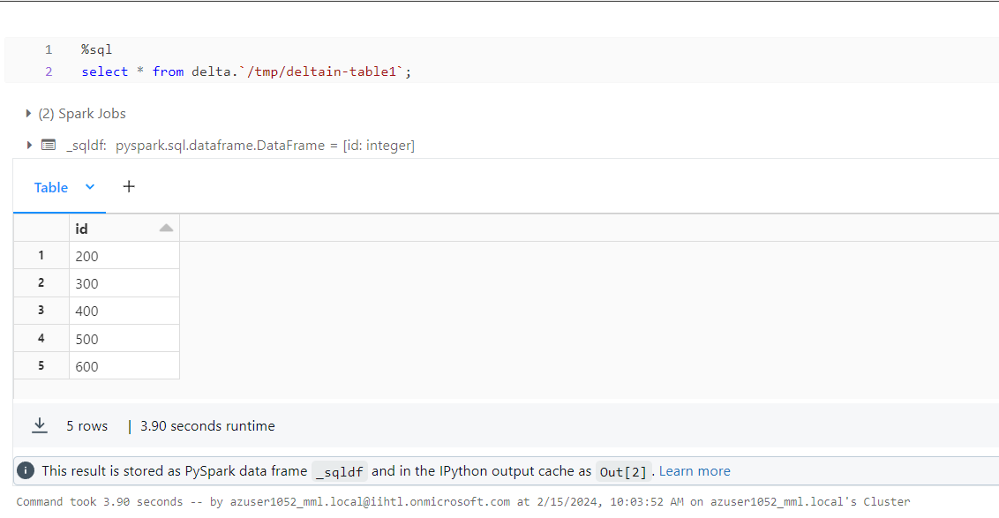 1 %sql
2 select * from delta.`/tmp/deltain-table1`;
(2) Spark Jobs
_sqldf: pyspark.sql.dataframe.DataFrame = [id: integer]
Table +
id
1 200
2 300
3 400
4 500
5 600
5 rows | 3.90 seconds runtime
This result is stored as PySpark data frame _sqldf and in the IPython output cache as Out[2]. Learn more
Command took 3.90 seconds -- by azuser1052_mml.local@iihtl.onmicrosoft.com at 2/15/2024, 10:03:52 AM on azuser1052_mml.local's Cluster